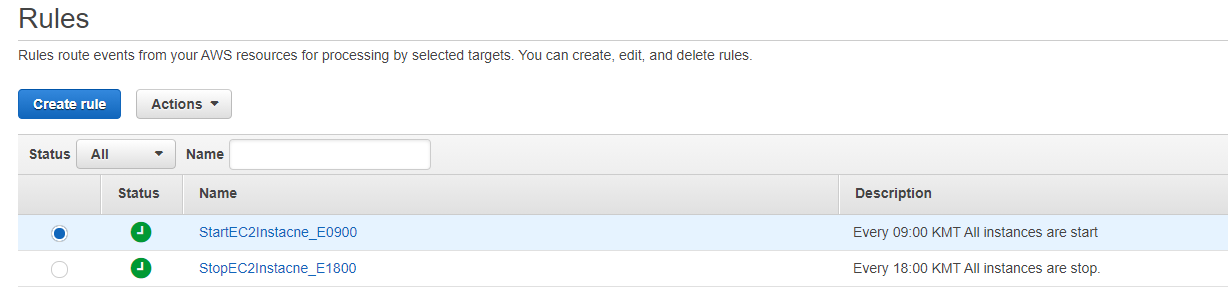 Rules
Rules route events from your AWS resources for processing by selected targets. You can create, edit, and delete rules.
Create rule Actions
Status All Name
Status Name Description
StartEC2Instacne_E0900 Every 09:00 KMT All instances are start
StopEC2Instacne_E1800 Every 18:00 KMT All instances are stop.